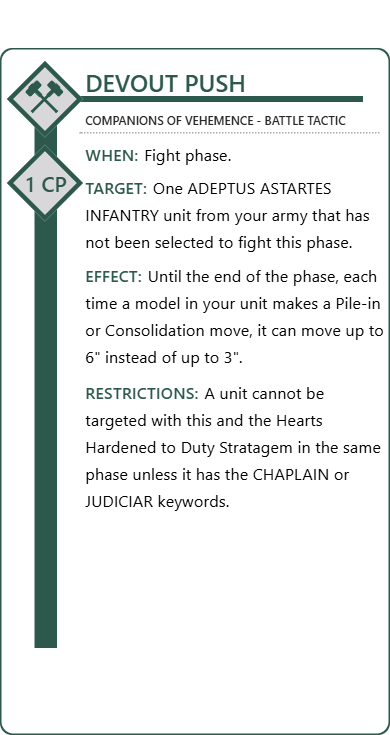 DEVOUT PUSH
COMPANIONS OF VEHEMENCE - BATTLE TACTIC
WHEN: Fight phase.
1 CP
TARGET: One ADEPTUS ASTARTES
INFANTRY unit from your army that has
not been selected to fight this phase.
EFFECT: Until the end of the phase, each
time a model in your unit makes a Pile-in
or Consolidation move, it can move up to
6" instead of up to 3".
RESTRICTIONS: A unit cannot be
targeted with this and the Hearts
Hardened to Duty Stratagem in the same
phase unless it has the CHAPLAIN or
JUDICIAR keywords.